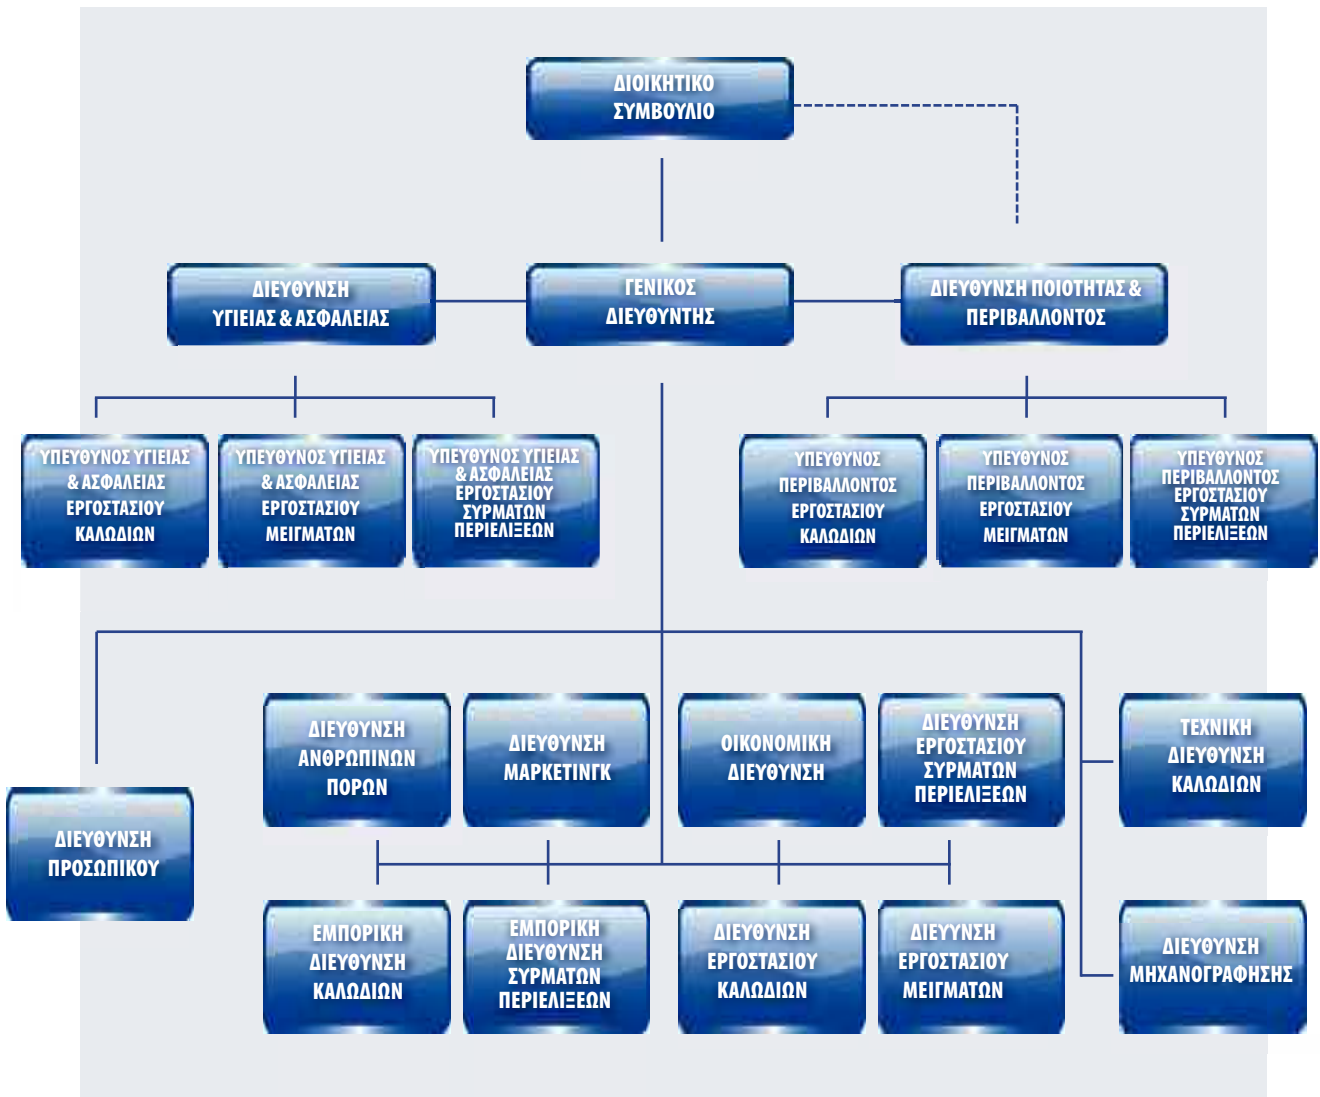 ΔΙΟΙΚΗΤΙΚΟ
ΣΥΜΒΟΥΛΙΟ
ΔΙΕΥΘΥΝΣΗ
ΥΓΙΕΙΑΣ & ΑΣΦΑΛΕΙΑΣ
ΓΕΝΙΚΟΣ
ΔΙΕΥΘΥΝΤΗΣ
ΔΙΕΥΘΥΝΣΗ ΠΟΙΟΤΗΤΑΣ &
ΠΕΡΙΒΑΛΛΟΝΤΟΣ
ΥΠΕΥΘΥΝΟΣ ΥΓΙΕΙΑΣ
& ΑΣΦΑΛΕΙΑΣ
ΕΡΓΟΣΤΑΣΙΟΥ
ΚΑΛΩΔΙΩΝ
ΥΠΕΥΘΥΝΟΣ ΥΓΙΕΙΑΣ
& ΑΣΦΑΛΕΙΑΣ
ΕΡΓΟΣΤΑΣΙΟΥ
ΜΕΙΓΜΑΤΩΝ
ΥΠΕΥΘΥΝΟΣ ΥΓΙΕΙΑΣ
& ΑΣΦΑΛΕΙΑΣ
ΕΡΓΟΣΤΑΣΙΟΥ
ΣΥΡΜΑΤΩΝ
ΠΕΡΙΕΛΙΞΕΩΝ
ΥΠΕΥΘΥΝΟΣ
ΠΕΡΙΒΑΛΛΟΝΤΟΣ
ΕΡΓΟΣΤΑΣΙΟΥ
ΚΑΛΩΔΙΩΝ
ΥΠΕΥΘΥΝΟΣ
ΠΕΡΙΒΑΛΛΟΝΤΟΣ
ΕΡΓΟΣΤΑΣΙΟΥ
ΜΕΙΓΜΑΤΩΝ
ΥΠΕΥΘΥΝΟΣ
ΠΕΡΙΒΑΛΛΟΝΤΟΣ
ΕΡΓΟΣΤΑΣΙΟΥ
ΣΥΡΜΑΤΩΝ
ΠΕΡΙΕΛΙΞΕΩΝ
ΔΙΕΥΘΥΝΣΗ
ΑΝΘΡΩΠΙΝΩΝ
ΠΟΡΩΝ
ΔΙΕΥΘΥΝΣΗ
ΜΑΡΚΕΤΙΝΓΚ
ΟΙΚΟΝΟΜΙΚΗ
ΔΙΕΥΘΥΝΣΗ
ΔΙΕΥΘΥΝΣΗ
ΕΡΓΟΣΤΑΣΙΟΥ
ΣΥΡΜΑΤΩΝ
ΠΕΡΙΕΛΙΞΕΩΝ
ΤΕΧΝΙΚΗ
ΔΙΕΥΘΥΝΣΗ
ΚΑΛΩΔΙΩΝ
ΔΙΕΥΘΥΝΣΗ
ΠΡΟΣΩΠΙΚΟΥ
ΕΜΠΟΡΙΚΗ
ΔΙΕΥΘΥΝΣΗ
ΚΑΛΩΔΙΩΝ
ΕΜΠΟΡΙΚΗ
ΔΙΕΥΘΥΝΣΗ
ΣΥΡΜΑΤΩΝ
ΠΕΡΙΕΛΙΞΕΩΝ
ΔΙΕΥΘΥΝΣΗ
ΕΡΓΟΣΤΑΣΙΟΥ
ΚΑΛΩΔΙΩΝ
ΔΙΕΥΥΝΣΗ
ΕΡΓΟΣΤΑΣΙΟΥ
ΜΕΙΓΜΑΤΩΝ
ΔΙΕΥΘΥΝΣΗ
ΜΗΧΑΝΟΓΡΑΦΗΣΗΣ